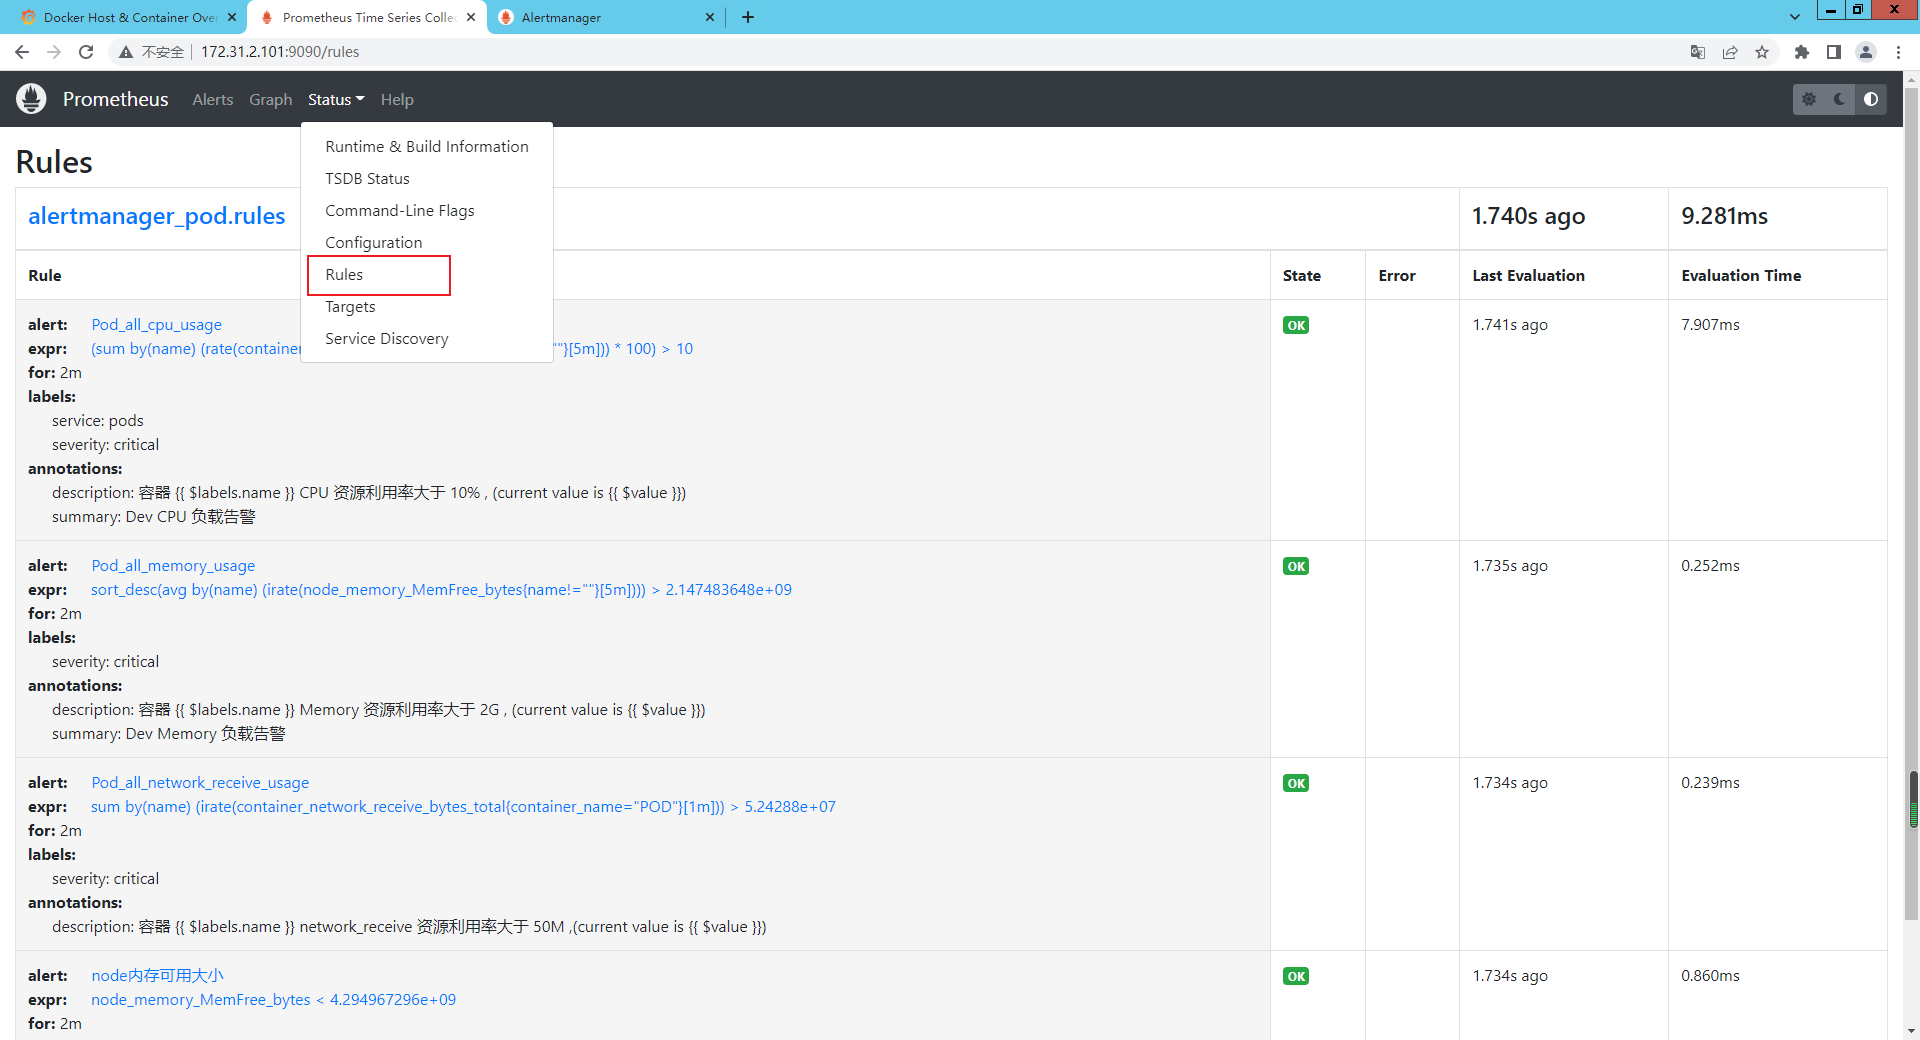 Docker Host & Container Over
Prometheus Time Series Collec
Alertmanager
不安全
172.31.2.101:9090/rules
Prometheus Alerts Graph Status Help
Runtime & Build Information
TSDB Status
Command-Line Flags
Configuration
Rules
Targets
Service Discovery
Rules
alertmanager_pod.rules 1.740s ago 9.281ms
Rule State Error Last Evaluation Evaluation Time
alert: Pod_all_cpu_usage OK 1.741s ago 7.907ms
expr: (sum by(name) (rate(container ""}[5m])) * 100) > 10
for: 2m
labels:
service: pods
severity: critical
annotations:
description: 容器 {{ $labels.name }} CPU 资源利用率大于 10% , (current value is {{ $value }})
summary: Dev CPU 负载告警
alert: Pod_all_memory_usage OK 1.735s ago 0.252ms
expr: sort_desc(avg by(name) (irate(node_memory_MemFree_bytes{name!=""}[5m]))) > 2.147483648e+09
for: 2m
labels:
severity: critical
annotations:
description: 容器 {{ $labels.name }} Memory 资源利用率大于 2G , (current value is {{ $value }})
summary: Dev Memory 负载告警
alert: Pod_all_network_receive_usage OK 1.734s ago 0.239ms
expr: sum by(name) (irate(container_network_receive_bytes_total{container_name="POD"}[1m])) > 5.24288e+07
for: 2m
labels:
severity: critical
annotations:
description: 容器 {{ $labels.name }} network_receive 资源利用率大于 50M ,(current value is {{ $value }})
alert: node内存可用大小 OK 1.734s ago 0.860ms
expr: node_memory_MemFree_bytes < 4.294967296e+09
for: 2m